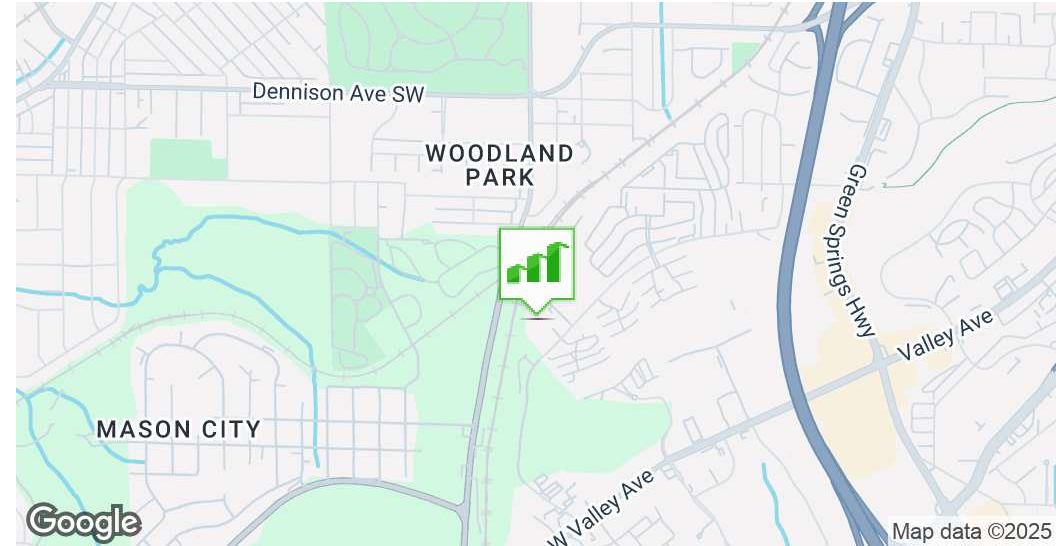 Dennison Ave SW
WOODLAND
PARK
Green Springs Hwy
Valley Ave
MASON CITY
W Valley Ave
Google
Map data ©2025